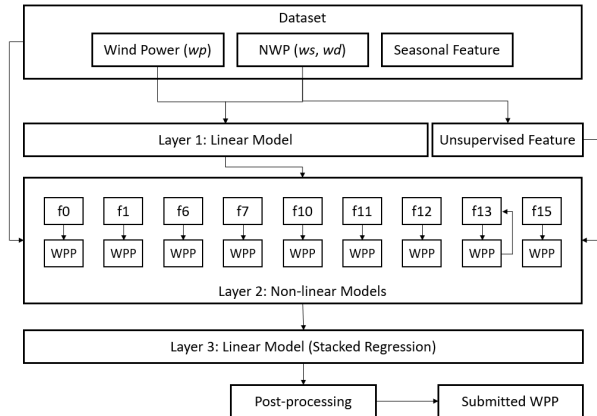 Dataset
Wind Power (wp)
NWP (ws, wd)
Seasonal Feature
Layer 1: Linear Model
Unsupervised Feature
f0
f1
f6
f7
f10
f11
f12
f13
f15
WPP
WPP
WPP
WPP
WPP
WPP
WPP
WPP
WPP
Layer 2: Non-linear Models
Layer 3: Linear Model (Stacked Regression)
Post-processing
Submitted WPP